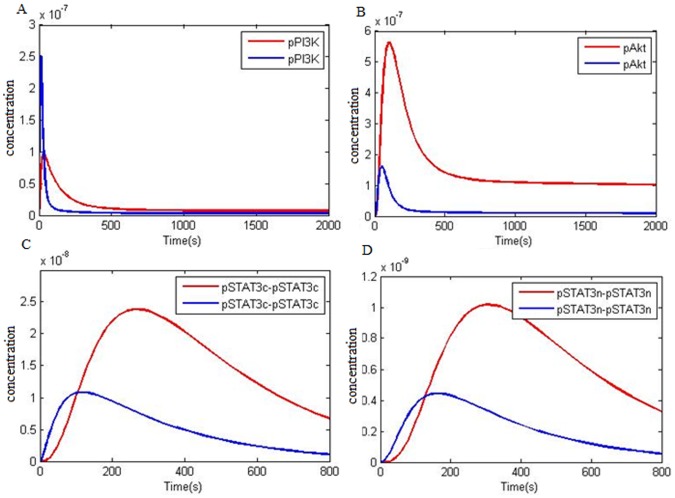 A
x 10^-7
3
2.5
2
1.5
1
0.5
0
concentration
pPI3K
pPI3K
0 500 1000 1500 2000
Time(s)
B
x 10^-7
6
5
4
3
2
1
0
concentration
pAkt
pAkt
0 500 1000 1500 2000
Time(s)
C
x 10^-8
3
2.5
2
1.5
1
0.5
0
concentration
pSTAT3c-pSTAT3c
pSTAT3c-pSTAT3c
0 200 400 600 800
Time(s)
D
x 10^-9
1.2
1
0.8
0.6
0.4
0.2
0
concentration
pSTAT3n-pSTAT3n
pSTAT3n-pSTAT3n
0 200 400 600 800
Time(s)